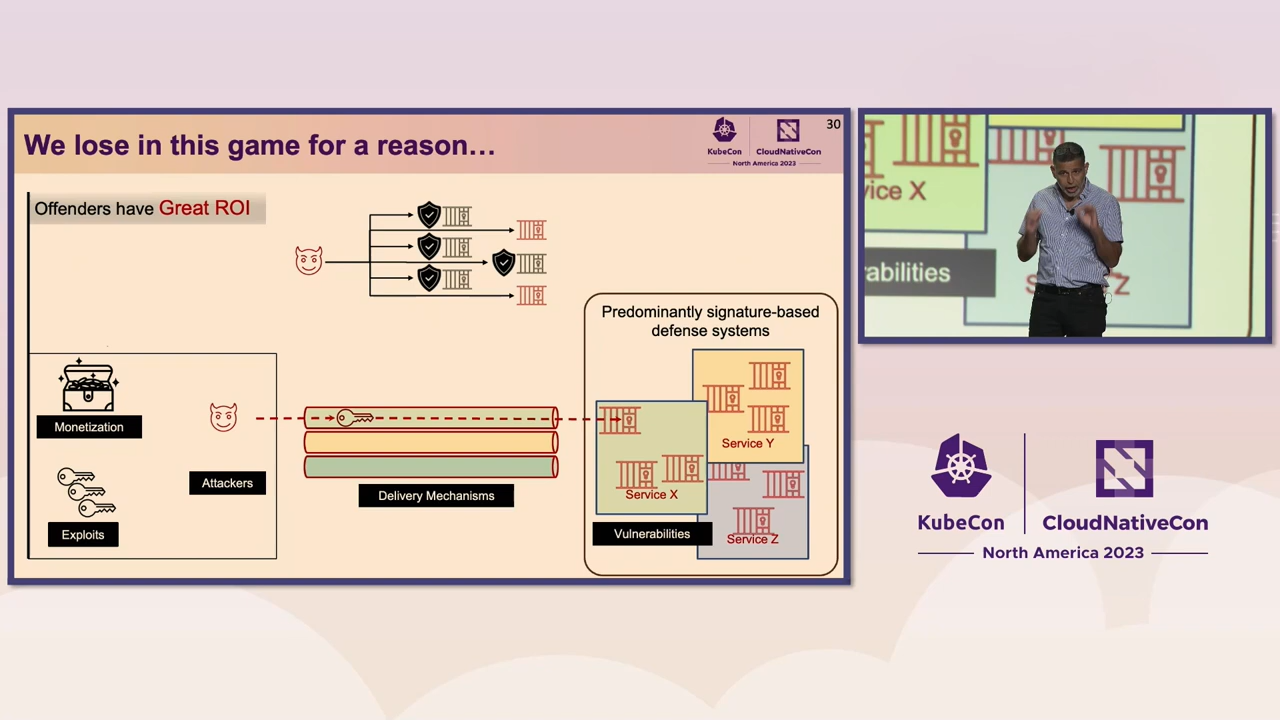 We lose in this game for a reason…
KubeCon
CloudNativeCon
North America 2023
30
Offenders have Great ROI
Predominantly signature-based
defense systems
Monetization
Attackers
Exploits
Delivery Mechanisms
Service Y
Service X
Vulnerabilities
Service Z
vice X
abilities
S Z
KubeCon
CloudNativeCon
North America 2023